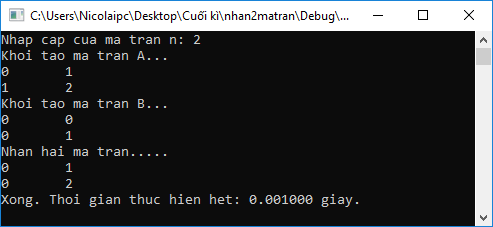 C:\Users\Nicolaipc\Desktop\Cuối kì\nhan2matran\Debug\...
Nhap cap cua ma tran n: 2
Khoi tao ma tran A...
0 1
1 2
Khoi tao ma tran B...
0 0
0 1
Nhan hai ma tran.....
0 1
0 2
Xong. Thoi gian thuc hien het: 0.001000 giay.